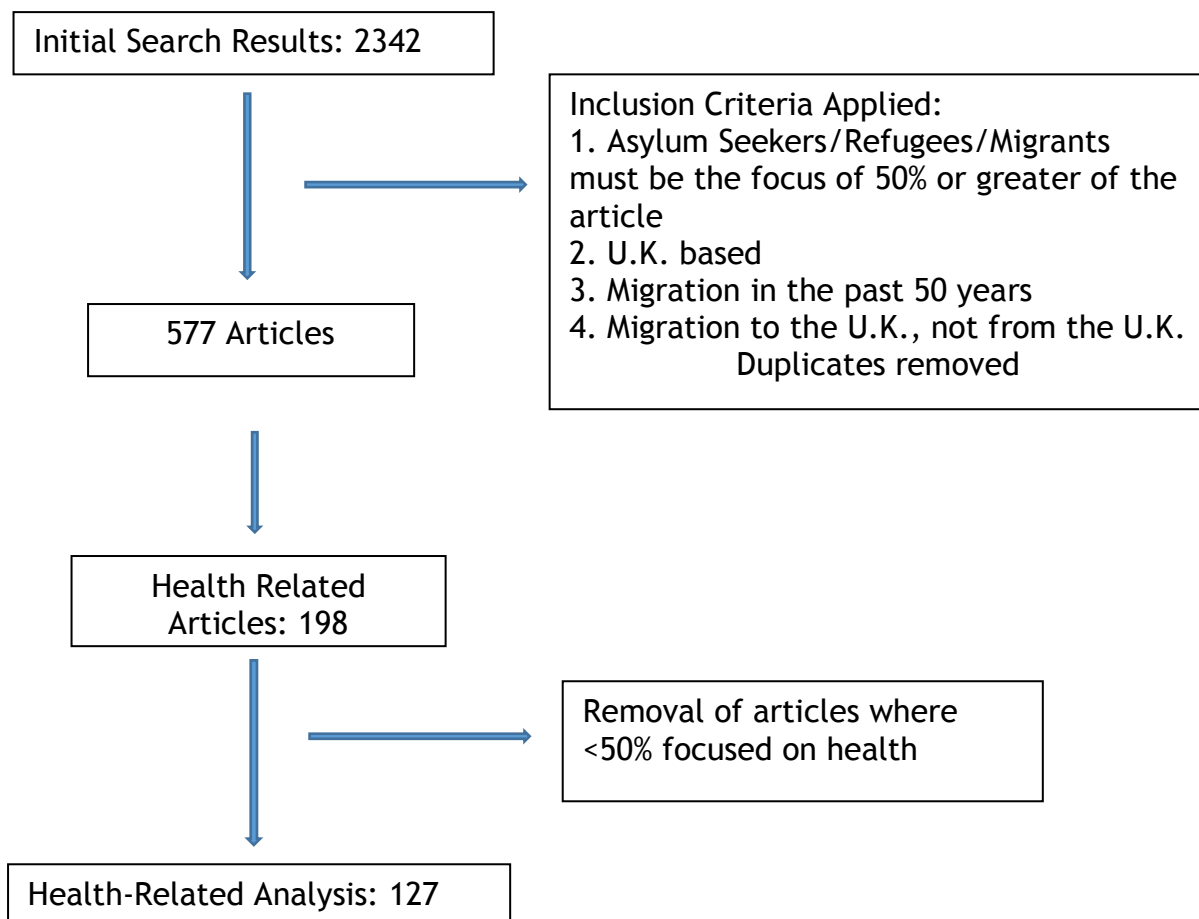 Initial Search Results: 2342
Inclusion Criteria Applied:
1. Asylum Seekers/Refugees/Migrants
must be the focus of 50% or greater of the
article
2. U.K. based
3. Migration in the past 50 years
4. Migration to the U.K., not from the U.K.
Duplicates removed
577 Articles
Health Related
Articles: 198
Removal of articles where
<50% focused on health
Health-Related Analysis: 127